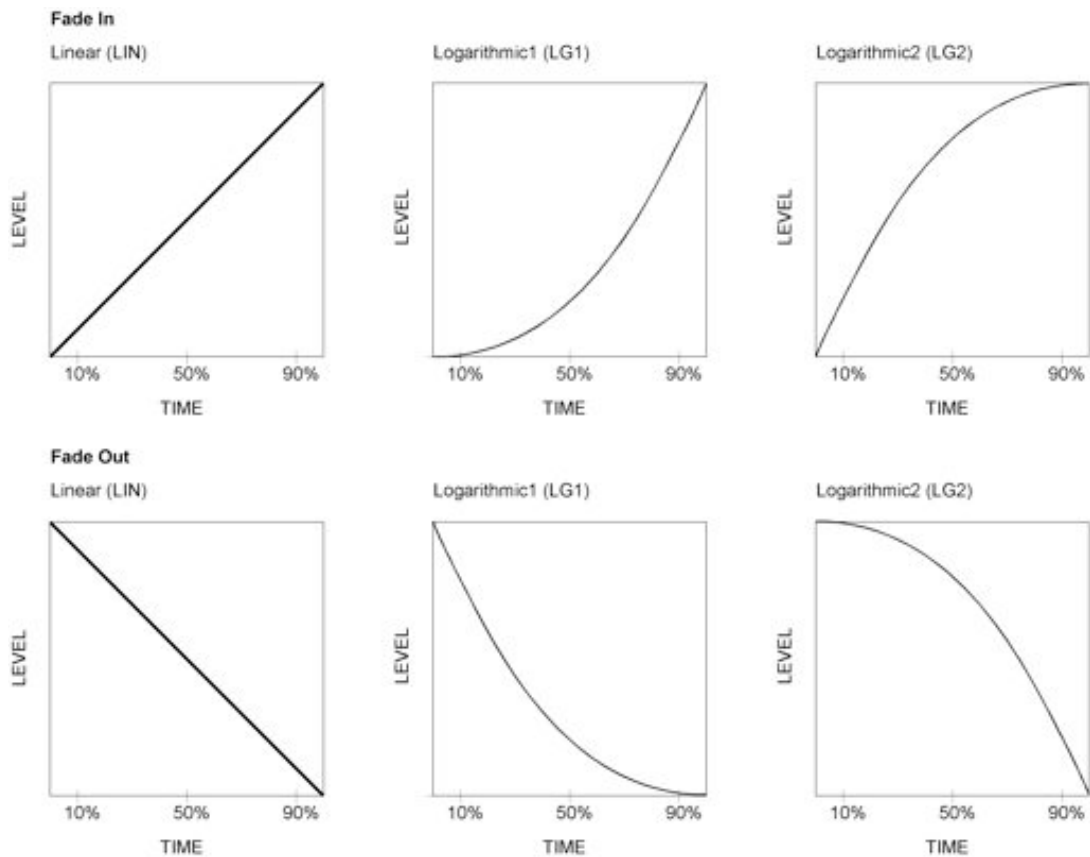 Fade In
Linear (LIN)
Logarithmic1 (LG1)
Logarithmic2 (LG2)
LEVEL
LEVEL
LEVEL
10% 50% 90%
10% 50% 90%
10% 50% 90%
TIME
TIME
TIME
Fade Out
Linear (LIN)
Logarithmic1 (LG1)
Logarithmic2 (LG2)
LEVEL
LEVEL
LEVEL
10% 50% 90%
10% 50% 90%
10% 50% 90%
TIME
TIME
TIME